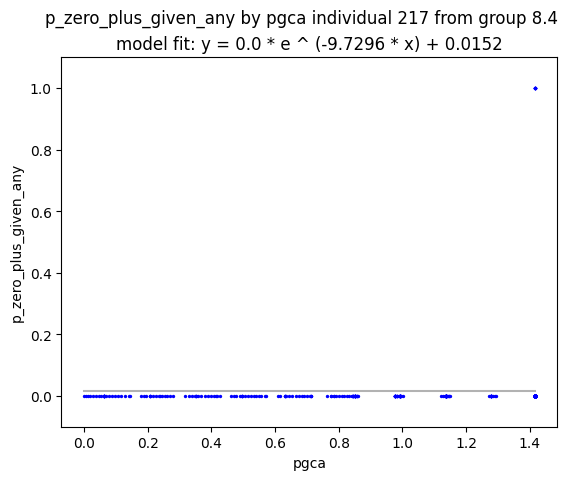 p_zero_plus_given_any by pgca individual 217 from group 8.4
model fit: y = 0.0 * e ^ (-9.7296 * x) + 0.0152
1.0
0.8
0.6
0.4
0.2
0.0
p_zero_plus_given_any
0.0 0.2 0.4 0.6 0.8 1.0 1.2 1.4
pgca